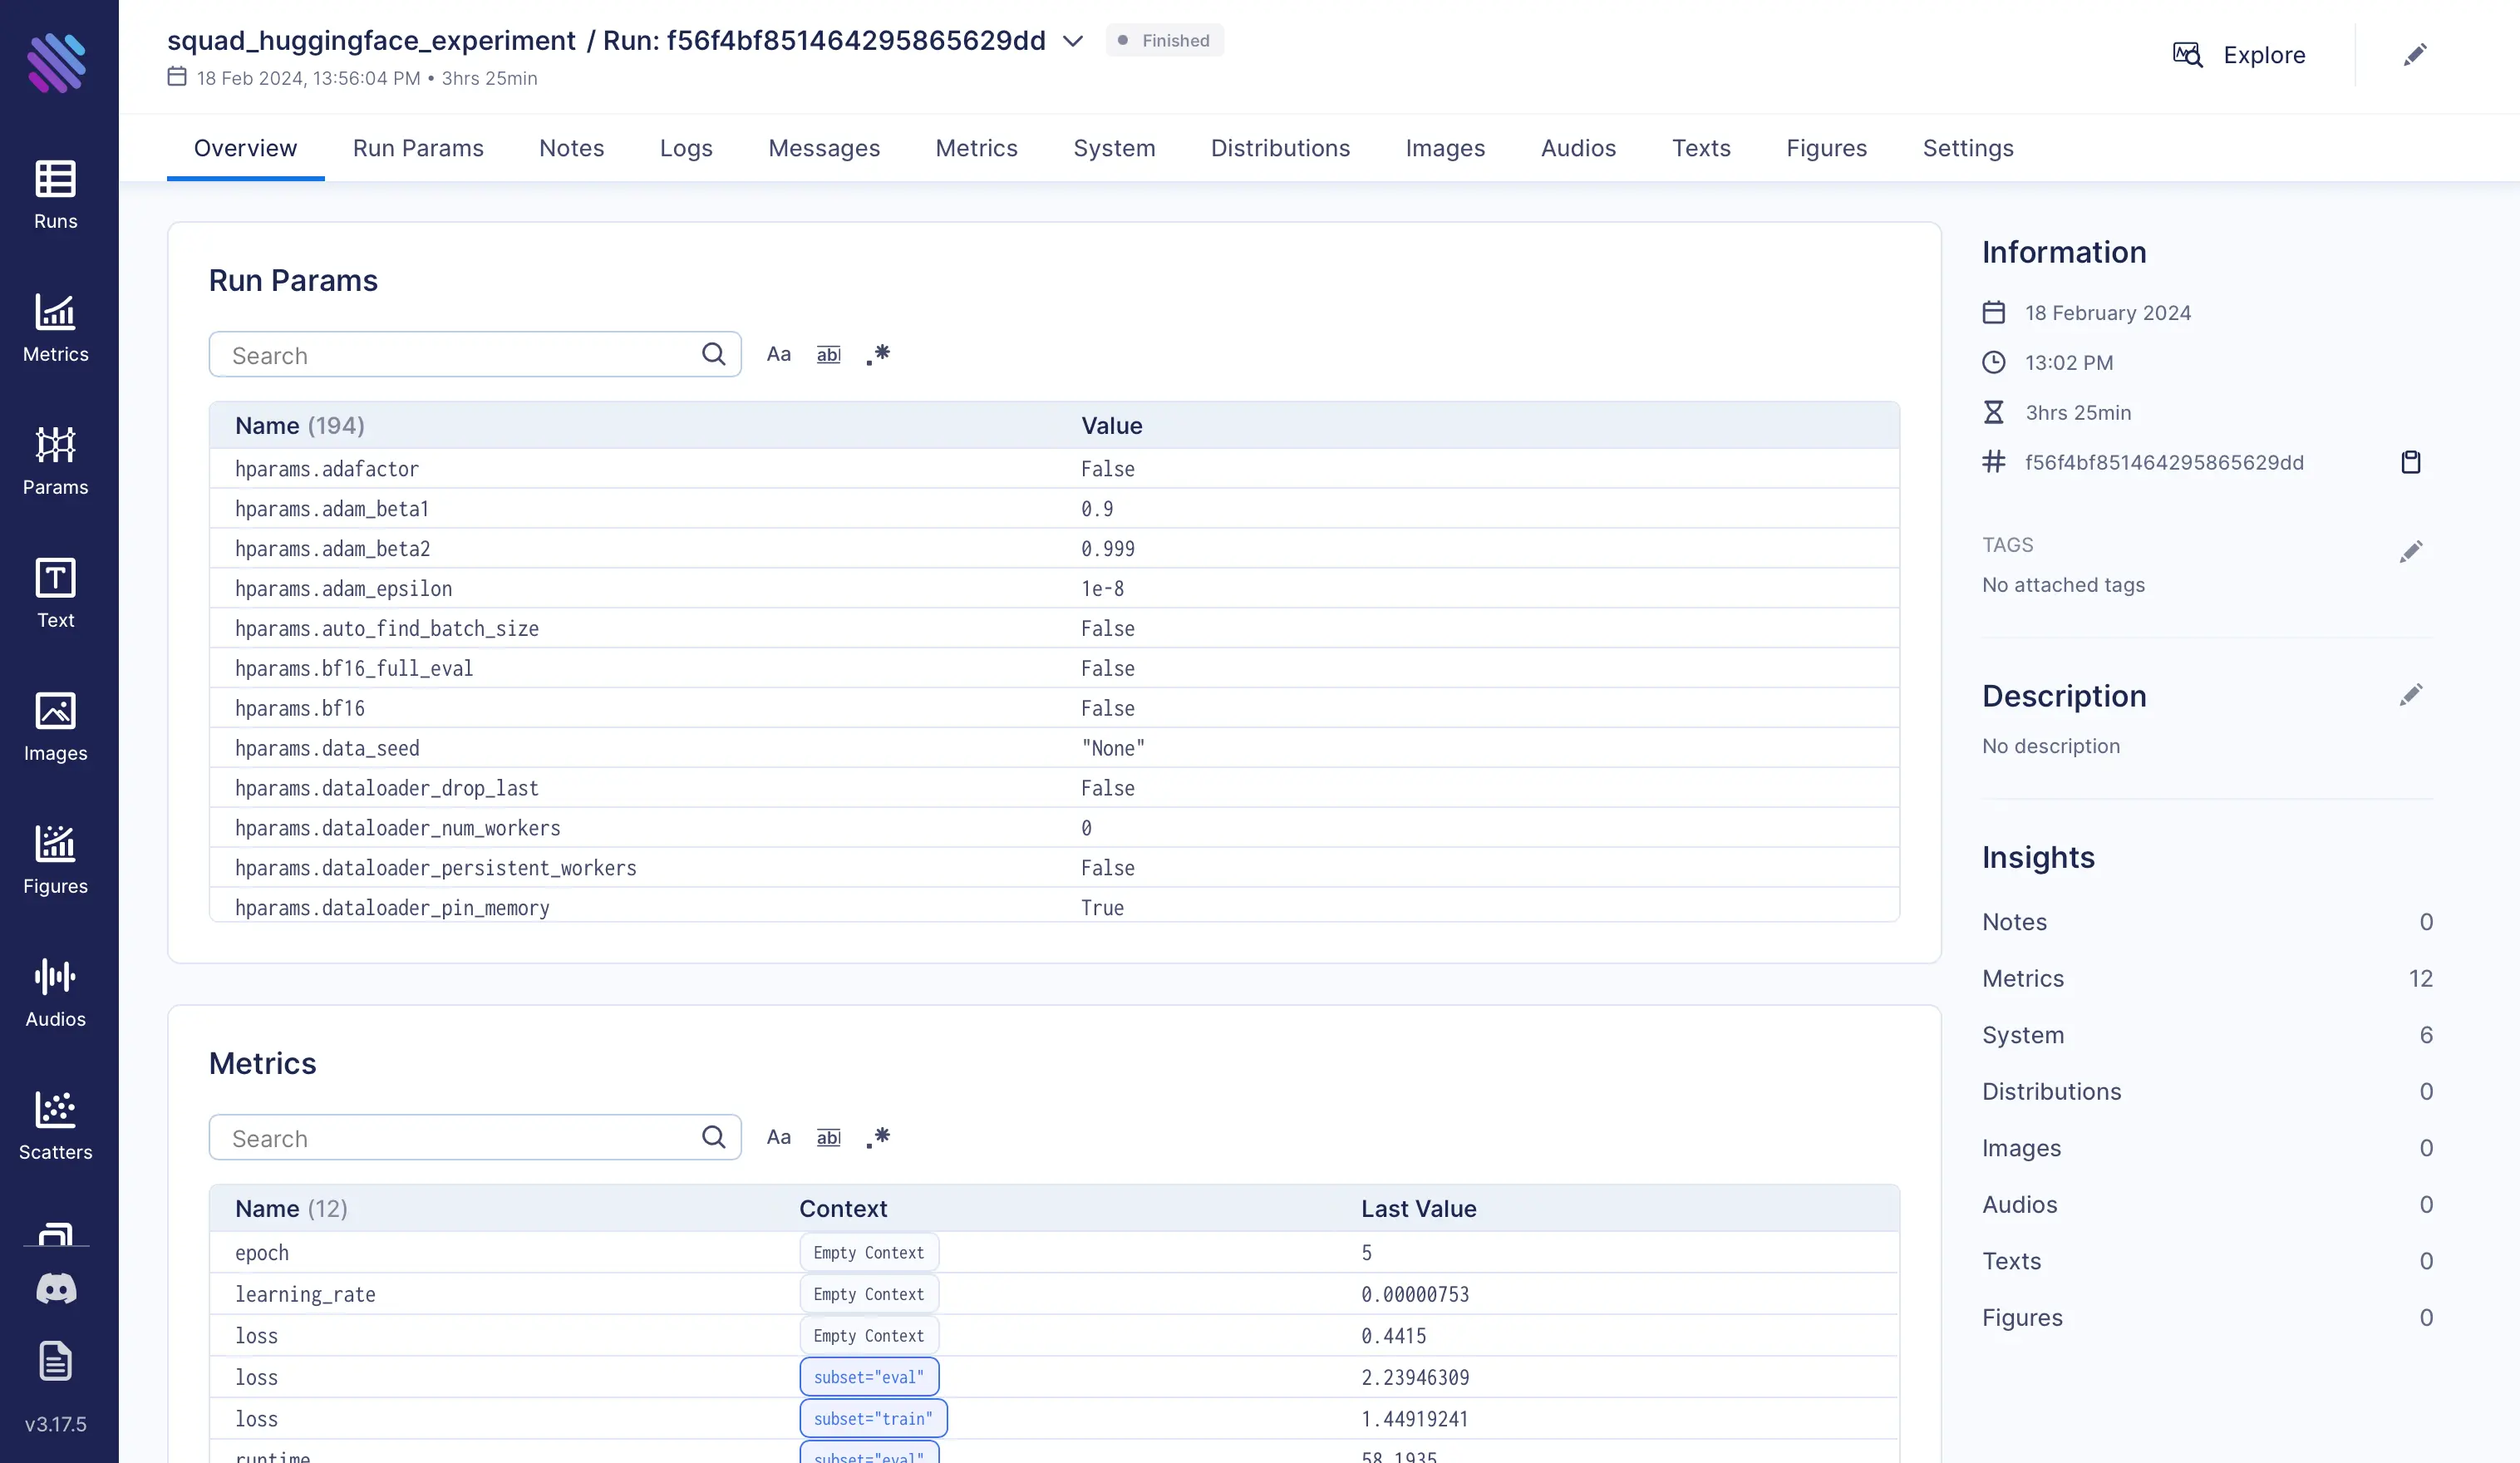 squad_huggingface_experiment / Run: f56f4bf851464295865629dd
Finished
18 Feb 2024, 13:56:04 PM • 3hrs 25min
Explore
Runs
Metrics
Params
Text
Images
Figures
Audios
Scatters
v3.17.5
Overview Run Params Notes Logs Messages Metrics System Distributions Images Audios Texts Figures Settings
Run Params
Search Aa ab .*
Name (194) Value
hparams.adafactor False
hparams.adam_beta1 0.9
hparams.adam_beta2 0.999
hparams.adam_epsilon 1e-8
hparams.auto_find_batch_size False
hparams.bf16_full_eval False
hparams.bf16 False
hparams.data_seed "None"
hparams.dataloader_drop_last False
hparams.dataloader_num_workers 0
hparams.dataloader_persistent_workers False
hparams.dataloader_pin_memory True
Metrics
Search Aa ab .*
Name (12) Context Last Value
epoch Empty Context 5
learning_rate Empty Context 0.00000753
loss Empty Context 0.4415
loss subset="eval" 2.23946309
loss subset="train" 1.44919241
runtime subset="eval" 58.1935
Information
18 February 2024
13:02 PM
3hrs 25min
f56f4bf851464295865629dd
TAGS
No attached tags
Description
No description
Insights
Notes 0
Metrics 12
System 6
Distributions 0
Images 0
Audios 0
Texts 0
Figures 0